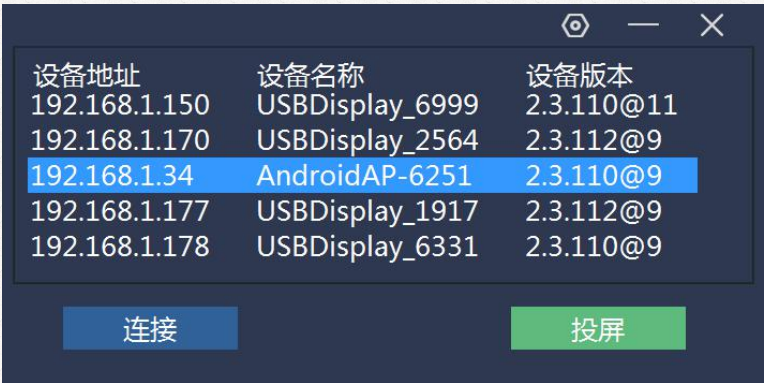 设备地址 设备名称 设备版本
192.168.1.150 USBDisplay_6999 2.3.110@11
192.168.1.170 USBDisplay_2564 2.3.112@9
192.168.1.34 AndroidAP-6251 2.3.110@9
192.168.1.177 USBDisplay_1917 2.3.112@9
192.168.1.178 USBDisplay_6331 2.3.110@9
连接 投屏